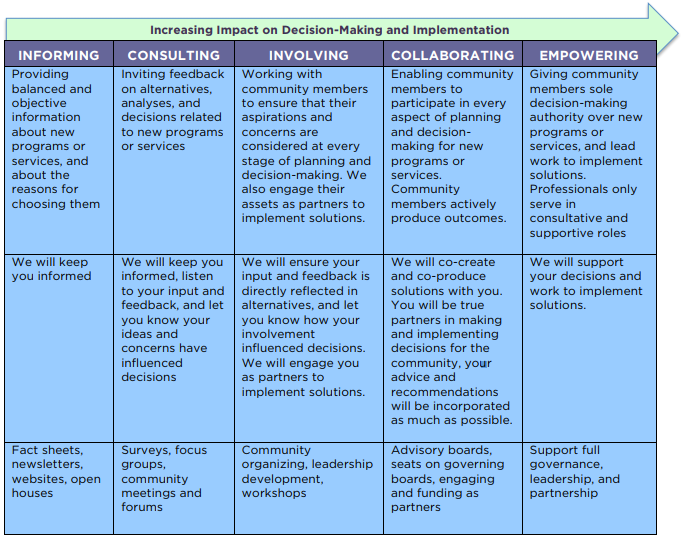 Increasing Impact on Decision-Making and Implementation
INFORMING
CONSULTING
INVOLVING
COLLABORATING
EMPOWERING
Providing
balanced and
objective
information
about new
programs or
services, and
about the
reasons for
choosing them
Inviting feedback
on alternatives,
analyses, and
decisions related
to new programs
or services
Working with
community members
to ensure that their
aspirations and
concerns are
considered at every
stage of planning and
decision-making. We
also engage their
assets as partners to
implement solutions.
Enabling community
members to
participate in every
aspect of planning
and decision-
making for new
programs or
services.
Community
members actively
produce outcomes.
Giving community
members sole
decision-making
authority over new
programs or
services, and lead
work to implement
solutions.
Professionals only
serve in
consultative and
supportive roles
We will keep
you informed
We will keep you
informed, listen
to your input and
feedback, and let
you know your
ideas and
concerns have
influenced
decisions
We will ensure your
input and feedback is
directly reflected in
alternatives, and let
you know how your
involvement
influenced decisions.
We will engage you
as partners to
implement solutions.
We will co-create
and co-produce
solutions with you.
You will be true
partners in making
and implementing
decisions for the
community, your
advice and
recommendations
will be incorporated
as much as possible.
We will support
your decisions and
work to implement
solutions.
Fact sheets,
newsletters,
websites, open
houses
Surveys, focus
groups,
community
meetings and
forums
Community
organizing, leadership
development,
workshops
Advisory boards,
seats on governing
boards, engaging
and funding as
partners
Support full
governance,
leadership, and
partnership